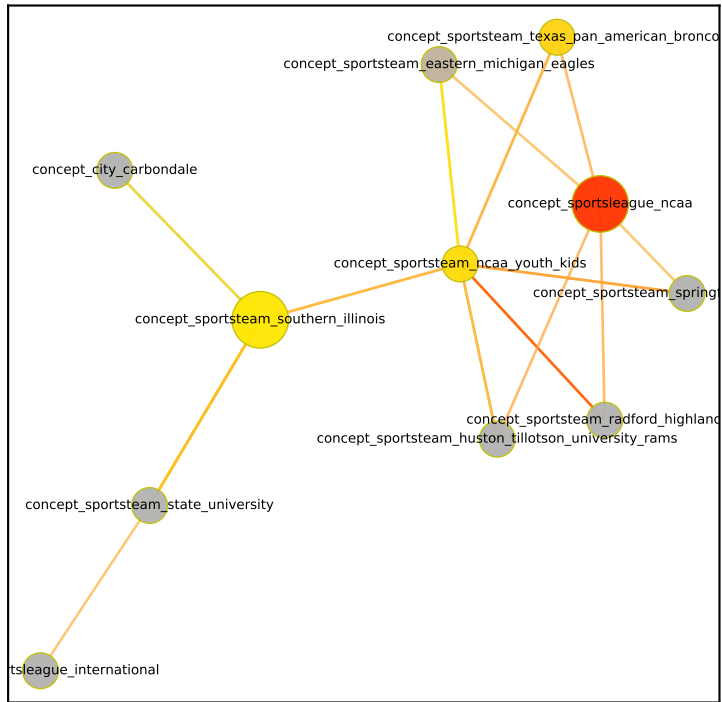 concept_sportsteam_texas_pan_american_bronco
concept_sportsteam_eastern_michigan_eagles
concept_city_carbondale
concept_sportsleague_ncaa
concept_sportsteam_ncaa_youth_kids
concept_sportsteam_springf
concept_sportsteam_southern_illinois
concept_sportsteam_radford_highland
concept_sportsteam_huston_tillotson_university_rams
concept_sportsteam_state_university
tsleague_international